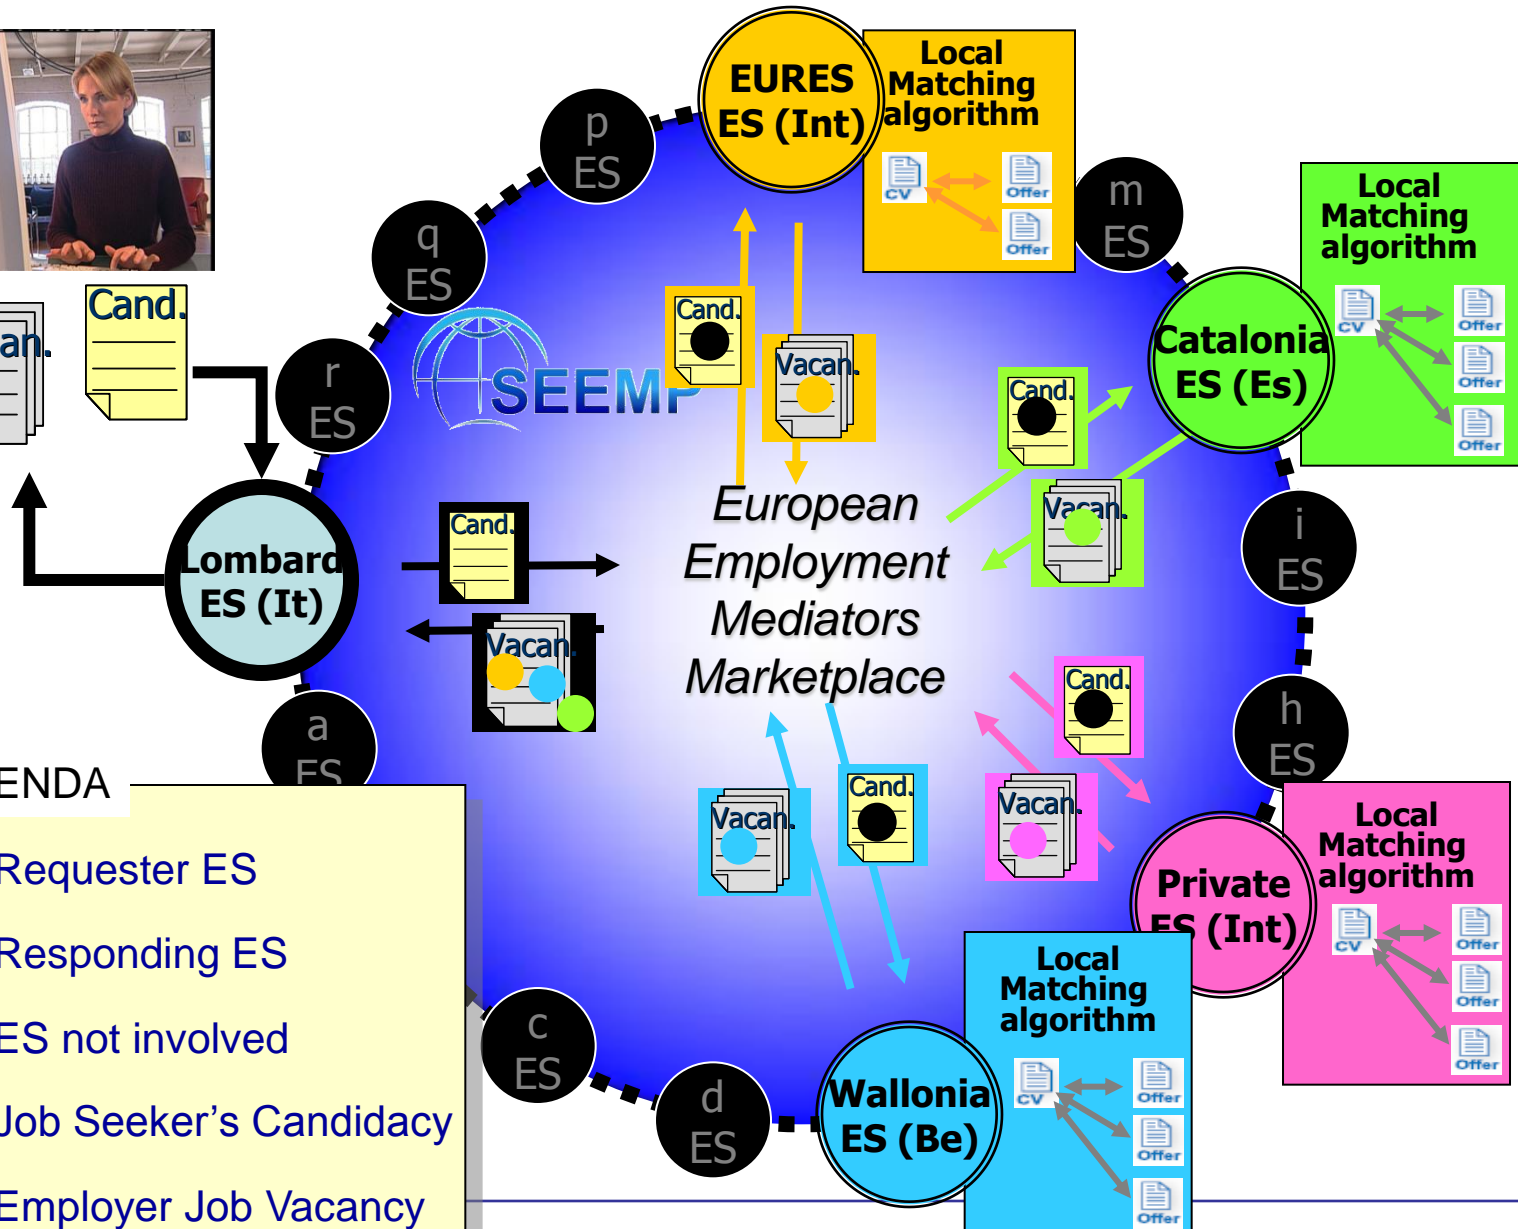 EURES
ES (Int)
Local
Matching
algorithm
CV
Offer
Offer
p
ES
m
ES
q
ES
Local
Matching
algorithm
CV
Offer
Offer
Offer
Catalonia
ES (Es)
Cand.
an.
r
ES
SEEMP
Cand.
Vacan.
Cand.
Vacan.
Lombard
ES (It)
Cand.
Vacan.
European
Employment
Mediators
Marketplace
i
ES
h
ES
a
ES
Cand.
Vacan.
Cand.
Vacan.
Private
ES (Int)
Local
Matching
algorithm
CV
Offer
Offer
Offer
ENDA
Requester ES
Responding ES
ES not involved
Job Seeker’s Candidacy
Employer Job Vacancy
c
ES
d
ES
Wallonia
ES (Be)
Local
Matching
algorithm
CV
Offer
Offer
Offer